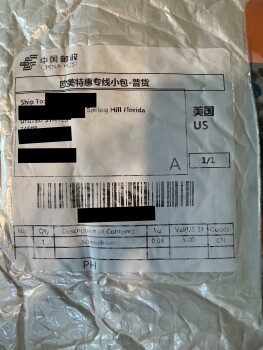 中国邮政
CHINA POST
欧英特惠专线小包-普货
Ship To:
Spring Hill Florida
UNITED STATES
美国
US
A
1/1
No Qty Description of Contents kg Val(US $) Goods
1 0.08 5.00 CN
PH